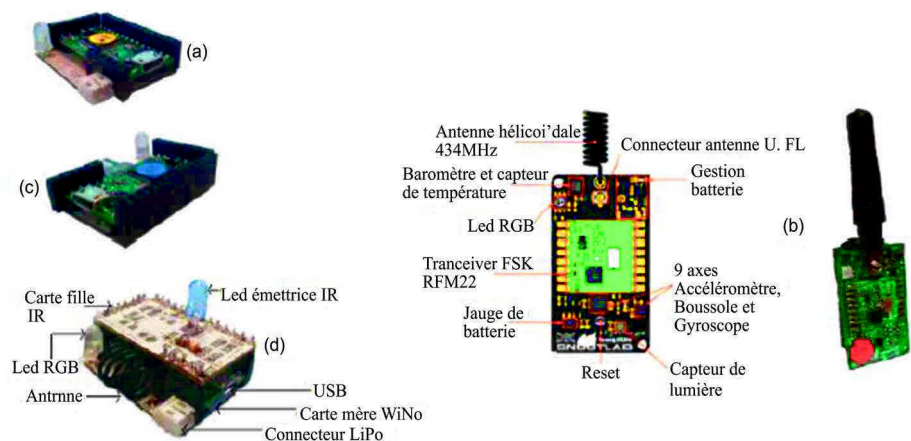 (a)
(c)
Carte fille
IR
Led émettrice IR
(d)
Led RGB
Antrnne
USB
Carte mère WiNo
Connecteur LiPo
Antenne hélicoi’dale
434MHz
Connecteur antenne U. FL
Baromètre et capteur
de température
Gestion
batterie
Led RGB
(b)
Tranceiver FSK
RFM22
9 axes
Accéléromètre,
Boussole et
Gyroscope
Jauge de
batterie
SNOOTLAB
Reset
Capteur de
lumière